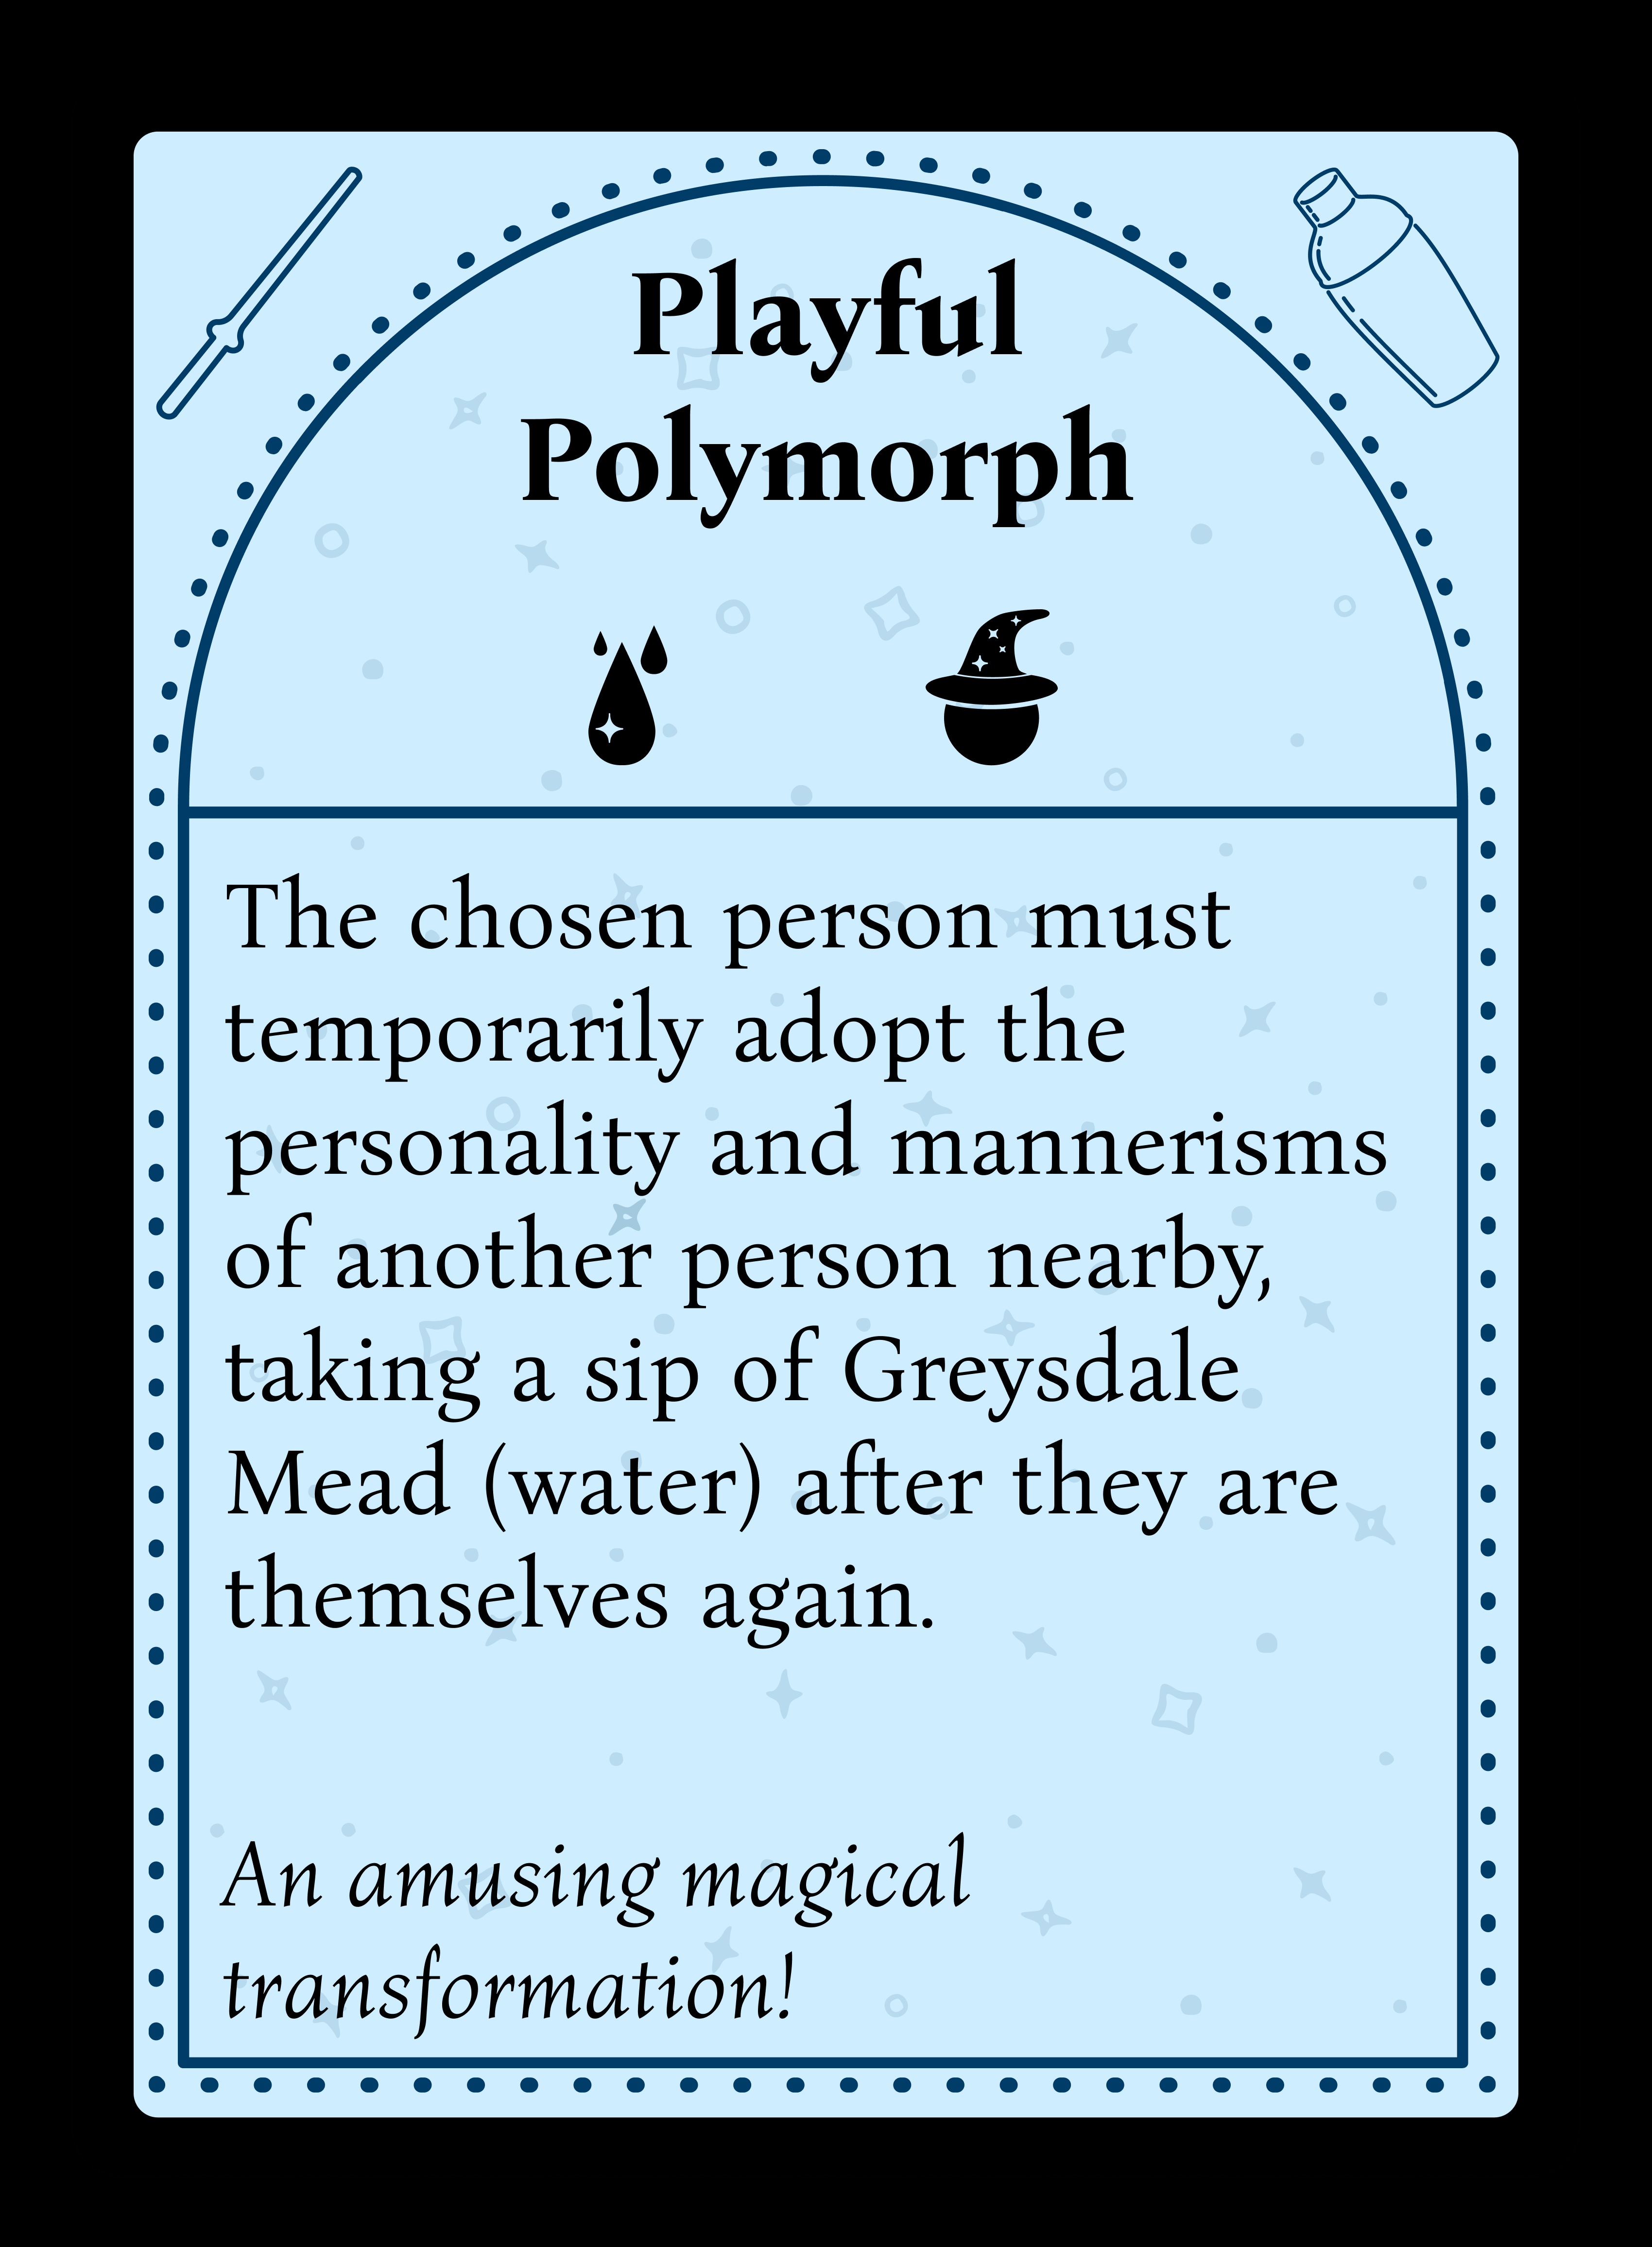 Playful
Polymorph
The chosen person must
temporarily adopt the
personality and mannerisms
of another person nearby,
taking a sip of Greysdale
Mead (water) after they are
themselves again.
An amusing magical
transformation!